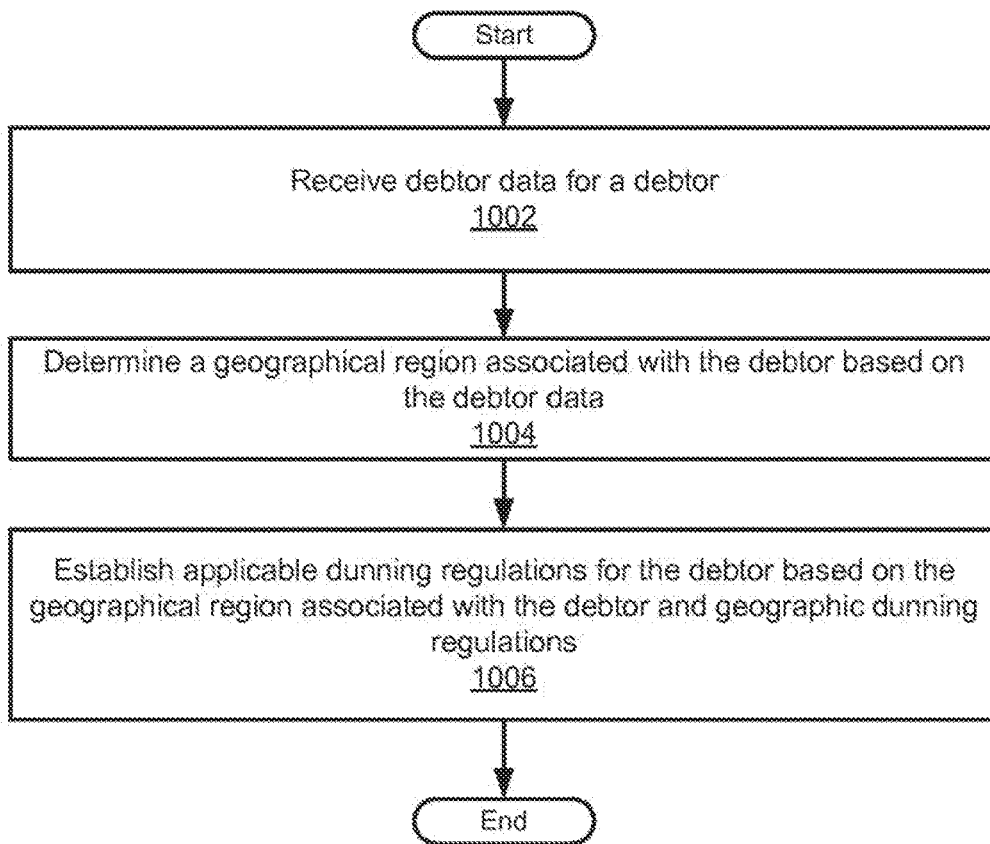 Start
Receive debtor data for a debtor
1002
Determine a geographical region associated with the debtor based on
the debtor data
1004
Establish applicable dunning regulations for the debtor based on the
geographical region associated with the debtor and geographic dunning
regulations
1006
End